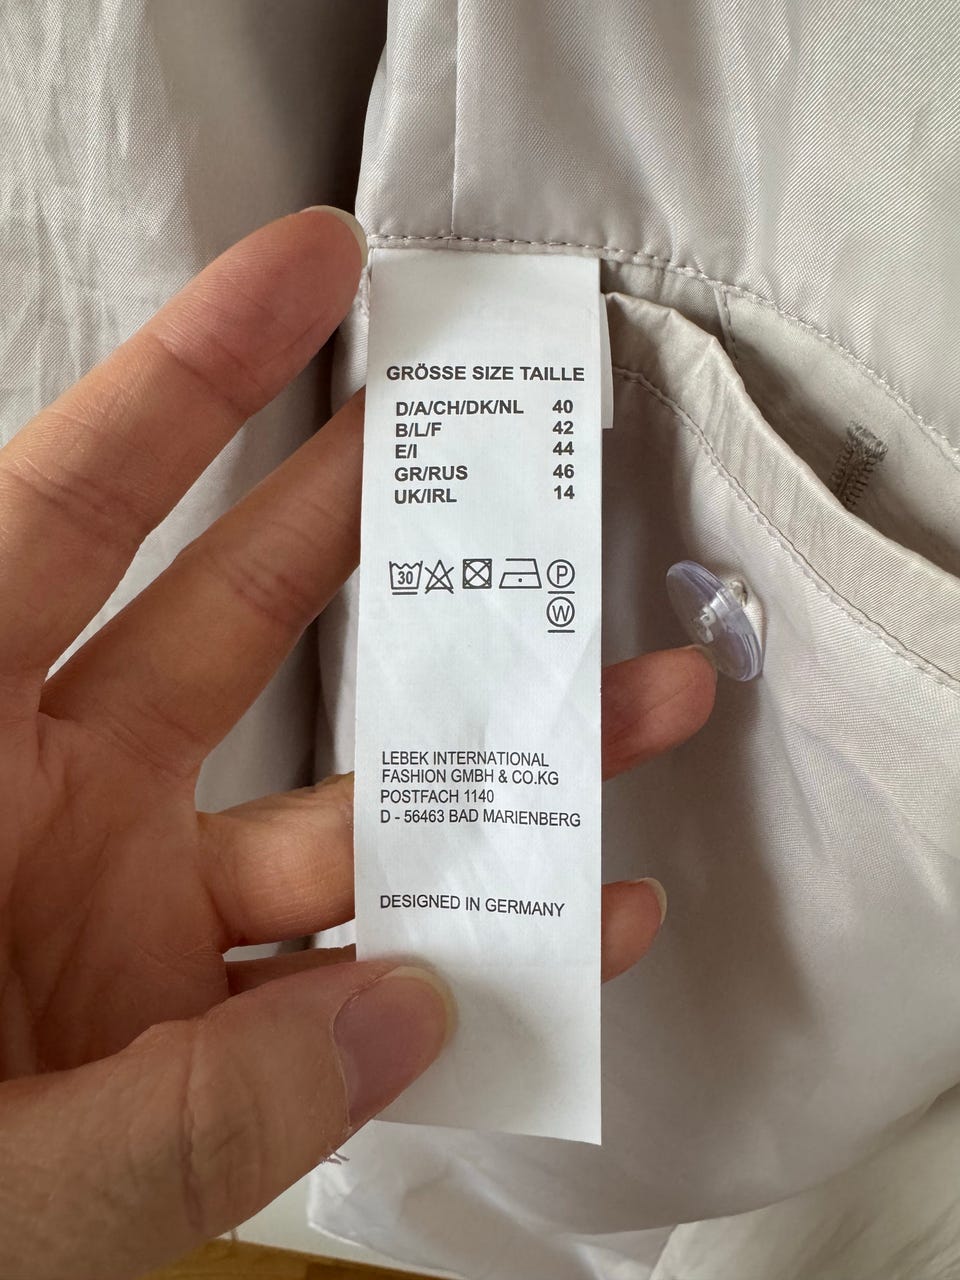 GRÖSSE SIZE TAILLE
D/A/CH/DK/NL 40
B/L/F 42
E/I 44
GR/RUS 46
UK/IRL 14
30 P
W
LEBEK INTERNATIONAL
FASHION GMBH & CO.KG
POSTFACH 1140
D - 56463 BAD MARIENBERG
DESIGNED IN GERMANY